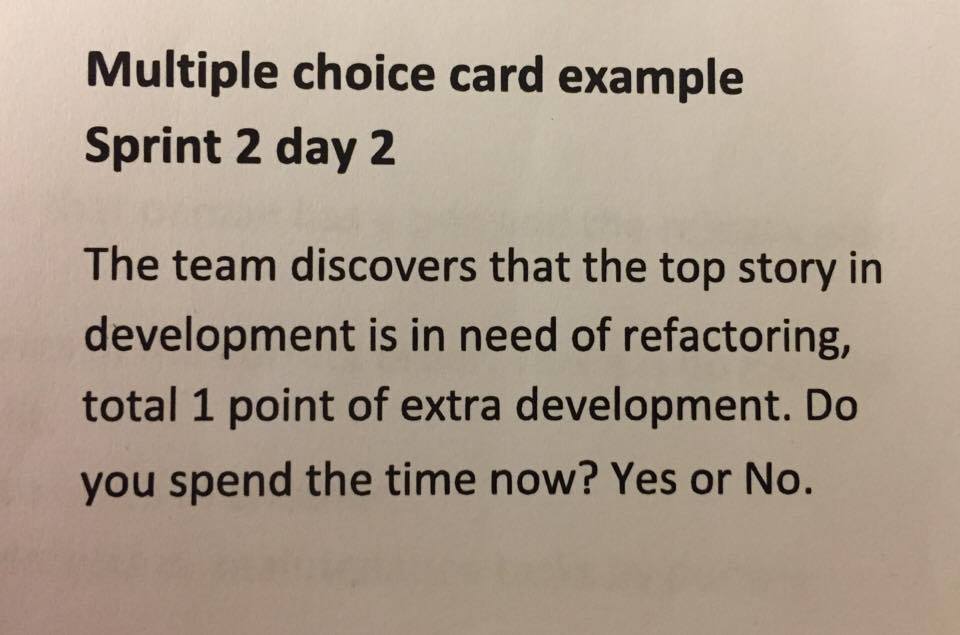 Multiple choice card example
Sprint 2 day 2
The team discovers that the top story in
development is in need of refactoring,
total 1 point of extra development. Do
you spend the time now? Yes or No.